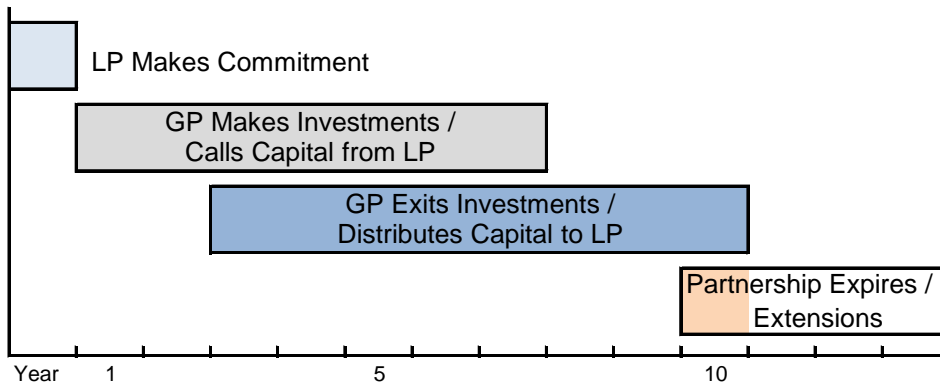 LP Makes Commitment
GP Makes Investments /
Calls Capital from LP
GP Exits Investments /
Distributes Capital to LP
Partnership Expires /
Extensions
Year 1 5 10